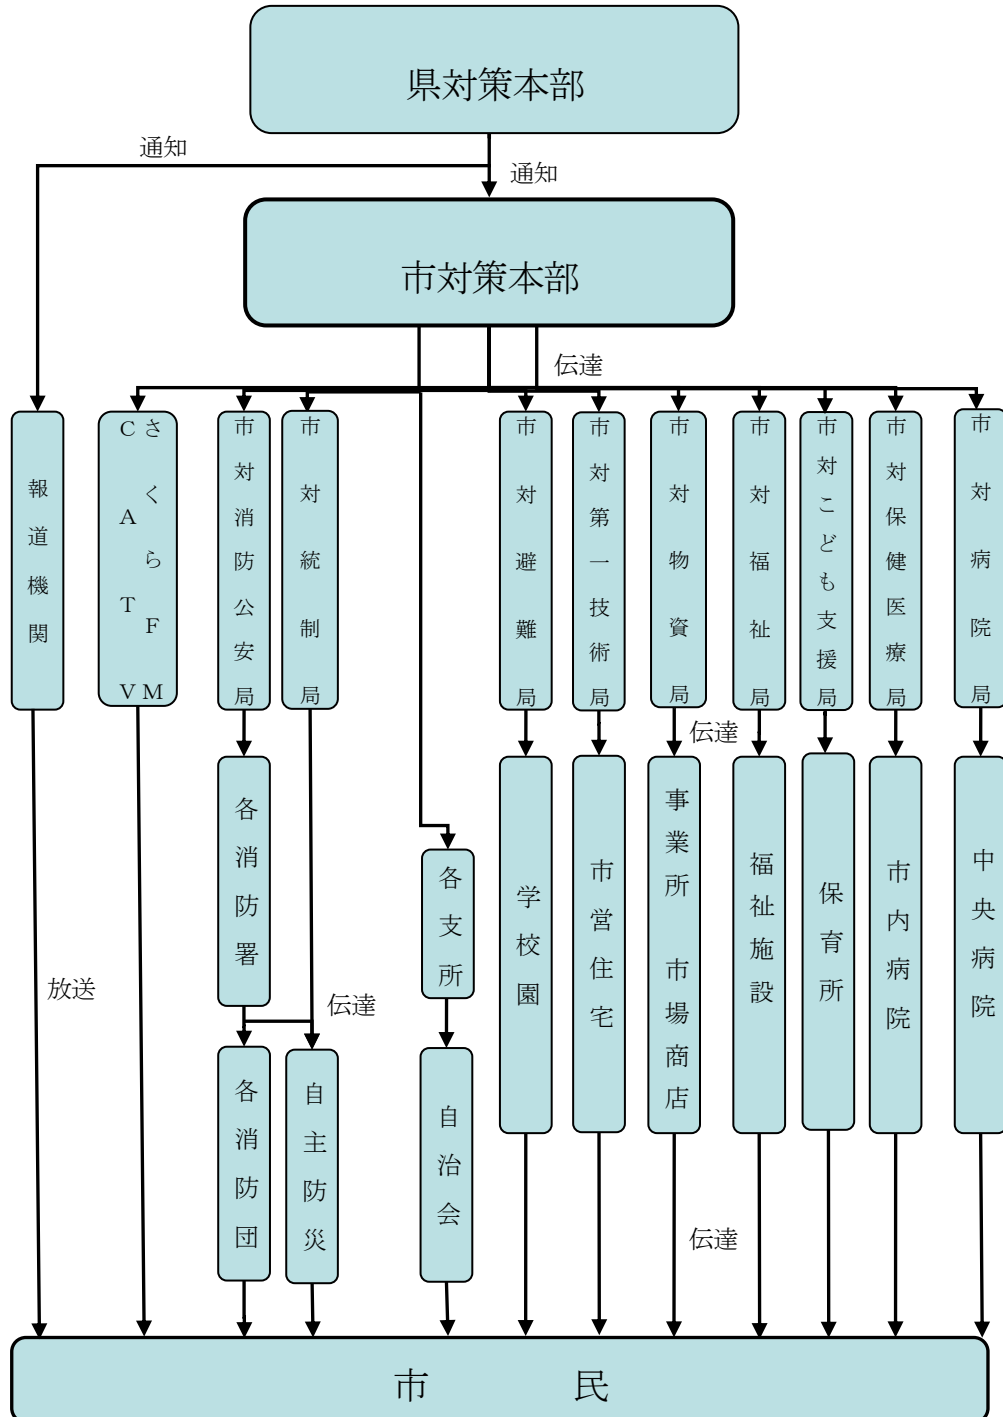 県対策本部
通知
通知
市対策本部
伝達
報道機関
さくらFM
CATV
市対消防公安局
市対統制局
市対避難局
市対第一技術局
市対物資局
市対福祉局
市対こども支援局
市対保健医療局
市対病院局
伝達
各消防署
各支所
学校園
市営住宅
事業所 市場商店
福祉施設
保育所
市内病院
中央病院
放送
伝達
各消防団
自主防災
自治会
伝達
市 民